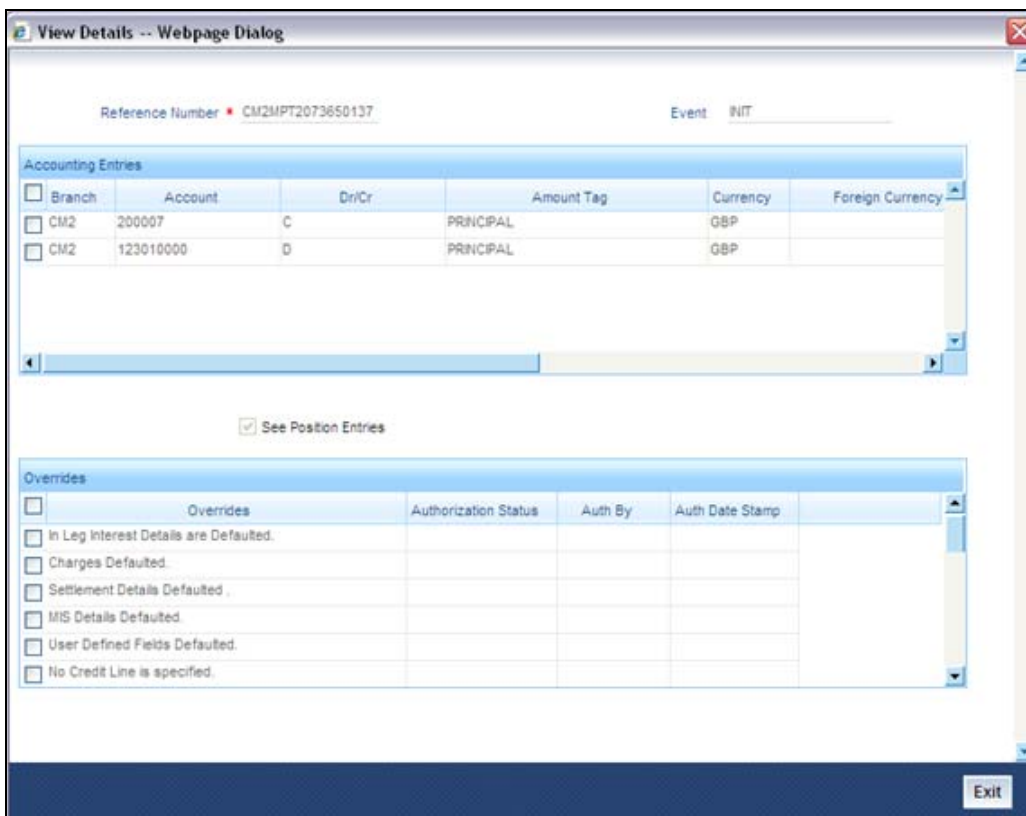 View Details -- Webpage Dialog
Reference Number * CM2MPT2073650137 Event INIT
Accounting Entries
Branch Account Dr/Cr Amount Tag Currency Foreign Currency
CM2 200007 C PRINCIPAL GBP
CM2 123010000 D PRINCIPAL GBP
See Position Entries
Overrides
Overrides Authorization Status Auth By Auth Date Stamp
In Leg Interest Details are Defaulted.
Charges Defaulted.
Settlement Details Defaulted .
MIS Details Defaulted.
User Defined Fields Defaulted.
No Credit Line is specified.
Exit